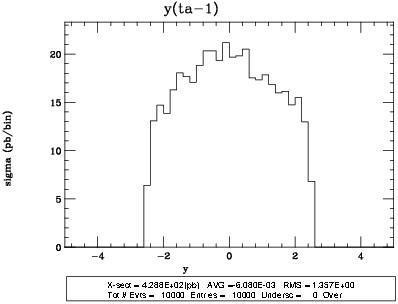 y(ta-1)
sigma (pb/bin)
20
15
10
5
0
-4 -2 0 2 4
y
X-sect = 4.288E+02(pb) AVG =-6.080E-03 RMS = 1.357E+00
Tot # Evts = 10000 Entries = 10000 Undersc = 0 Over